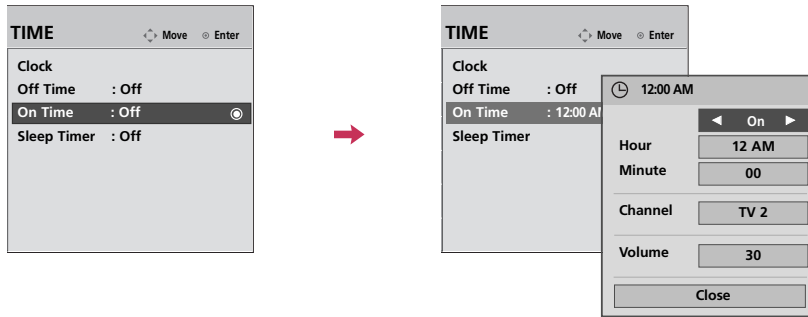 TIME Move Enter
Clock
Off Time : Off
On Time : Off
Sleep Timer : Off
TIME Move Enter
Clock
Off Time : Off
On Time : 12:00 AM
Sleep Timer
12:00 AM
◀ On ▶
Hour 12 AM
Minute 00
Channel TV 2
Volume 30
Close